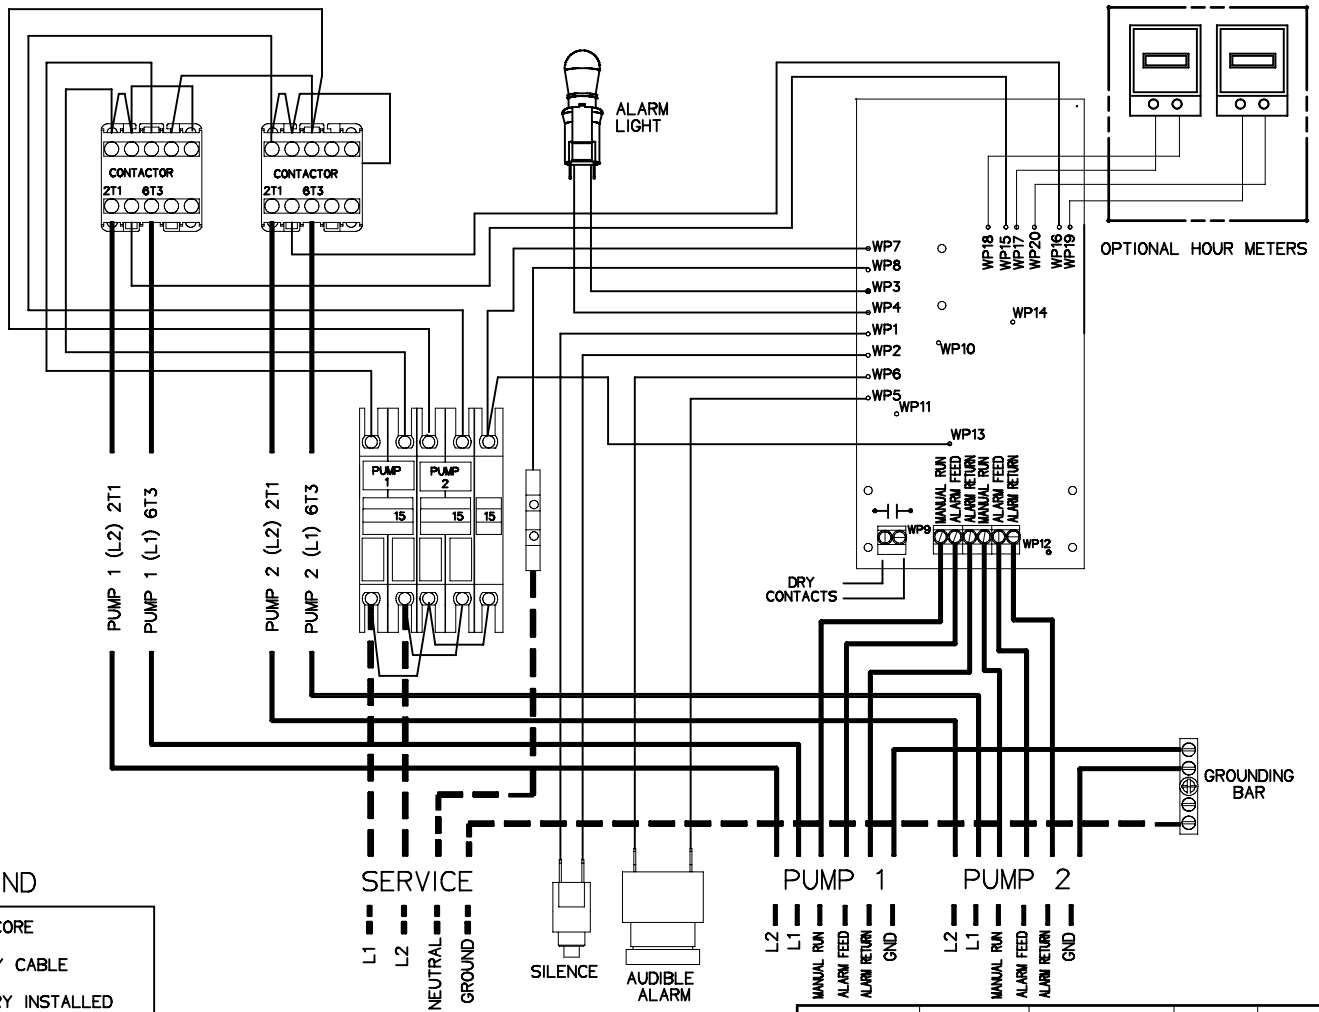 ALARM
LIGHT
CONTACTOR
2T1 6T3
CONTACTOR
2T1 6T3
OPTIONAL HOUR METERS
WP18
WP15
WP17
WP20
WP16
WP19
WP7
WP8
WP3
WP4
WP1
WP2
WP6
WP5
WP14
WP10
WP11
WP13
MANUAL RUN
ALARM FEED
ALARM RETURN
MANUAL RUN
ALARM FEED
ALARM RETURN
WP9
WP12
DRY
CONTACTS
PUMP
1
PUMP
2
15
15
15
PUMP 1 (L2) 2T1
PUMP 1 (L1) 6T3
PUMP 2 (L2) 2T1
PUMP 2 (L1) 6T3
GROUNDING
BAR
SERVICE
L1
L2
NEUTRAL
GROUND
SILENCE
AUDIBLE
ALARM
PUMP 1
L2
L1
MANUAL RUN
ALARM FEED
ALARM RETURN
GND
PUMP 2
L2
L1
MANUAL RUN
ALARM FEED
ALARM RETURN
GND
ND
CORE
Y CABLE
RY INSTALLED